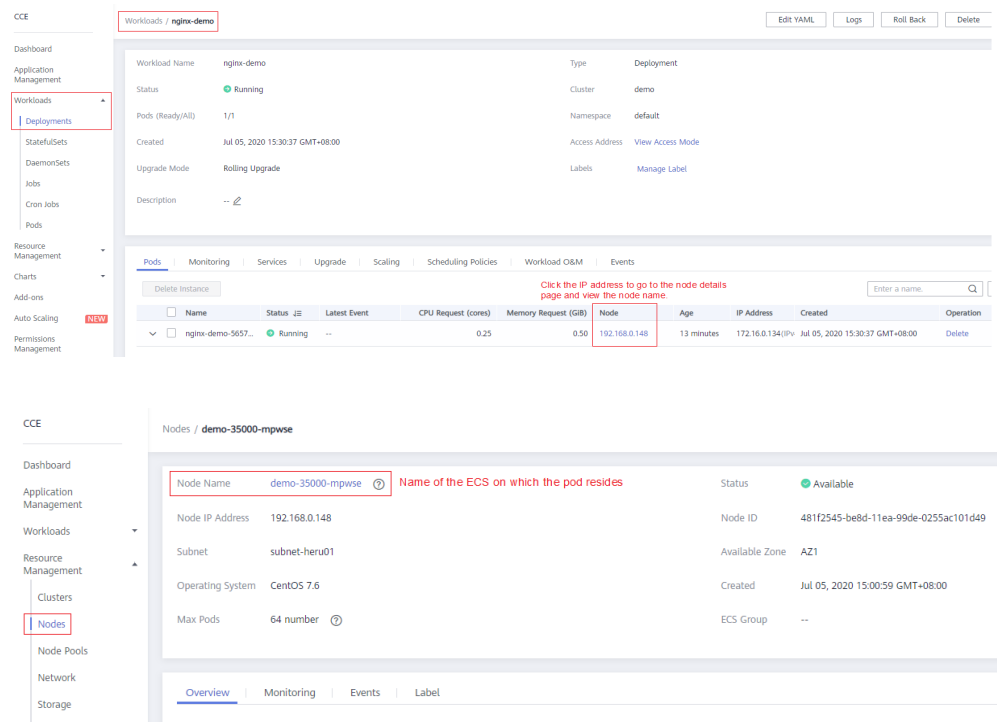 CCE
Workloads / nginx-demo
Edit YAML Logs Roll Back Delete
Dashboard
Application
Management
Workloads
Deployments
StatefulSets
DaemonSets
Jobs
Cron Jobs
Pods
Resource
Management
Charts
Add-ons
Auto Scaling NEW
Permissions
Management
Workload Name nginx-demo Type Deployment
Status Running Cluster demo
Pods (Ready/All) 1/1 Namespace default
Created Jul 05, 2020 15:30:37 GMT+08:00 Access Address View Access Mode
Upgrade Mode Rolling Upgrade Labels Manage Label
Description --
Pods Monitoring Services Upgrade Scaling Scheduling Policies Workload O&M Events
Click the IP address to go to the node details
page and view the node name.
Delete Instance Enter a name.
Name Status Latest Event CPU Request (cores) Memory Request (GiB) Node Age IP Address Created Operation
nginx-demo-5657... Running -- 0.25 0.50 192.168.0.148 13 minutes 172.16.0.134(IPv Jul 05, 2020 15:30:37 GMT+08:00 Delete
CCE
Nodes / demo-35000-mpwse
Dashboard
Application
Management
Workloads
Resource
Management
Clusters
Nodes
Node Pools
Network
Storage
Node Name demo-35000-mpwse ? Name of the ECS on which the pod resides Status Available
Node IP Address 192.168.0.148 Node ID 481f2545-be8d-11ea-99de-0255ac101d49
Subnet subnet-heru01 Available Zone AZ1
Operating System CentOS 7.6 Created Jul 05, 2020 15:00:59 GMT+08:00
Max Pods 64 number ? ECS Group --
Overview Monitoring Events Label